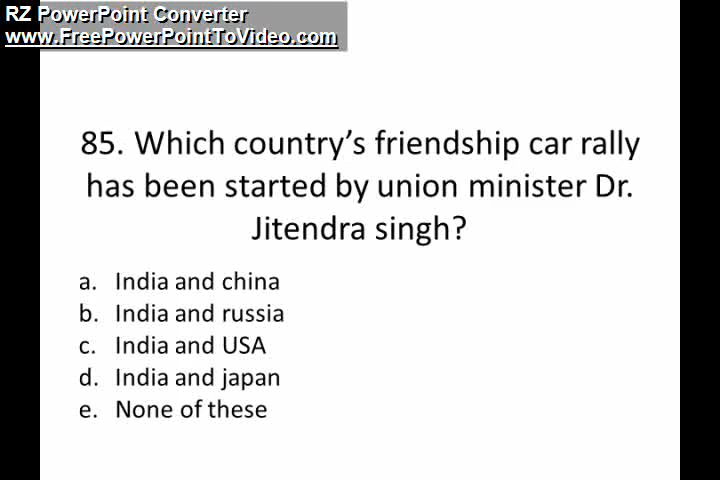 RZ PowerPoint Converter
www.FreePowerPointToVideo.com
85. Which country’s friendship car rally
has been started by union minister Dr.
Jitendra singh?
a. India and china
b. India and russia
c. India and USA
d. India and japan
e. None of these